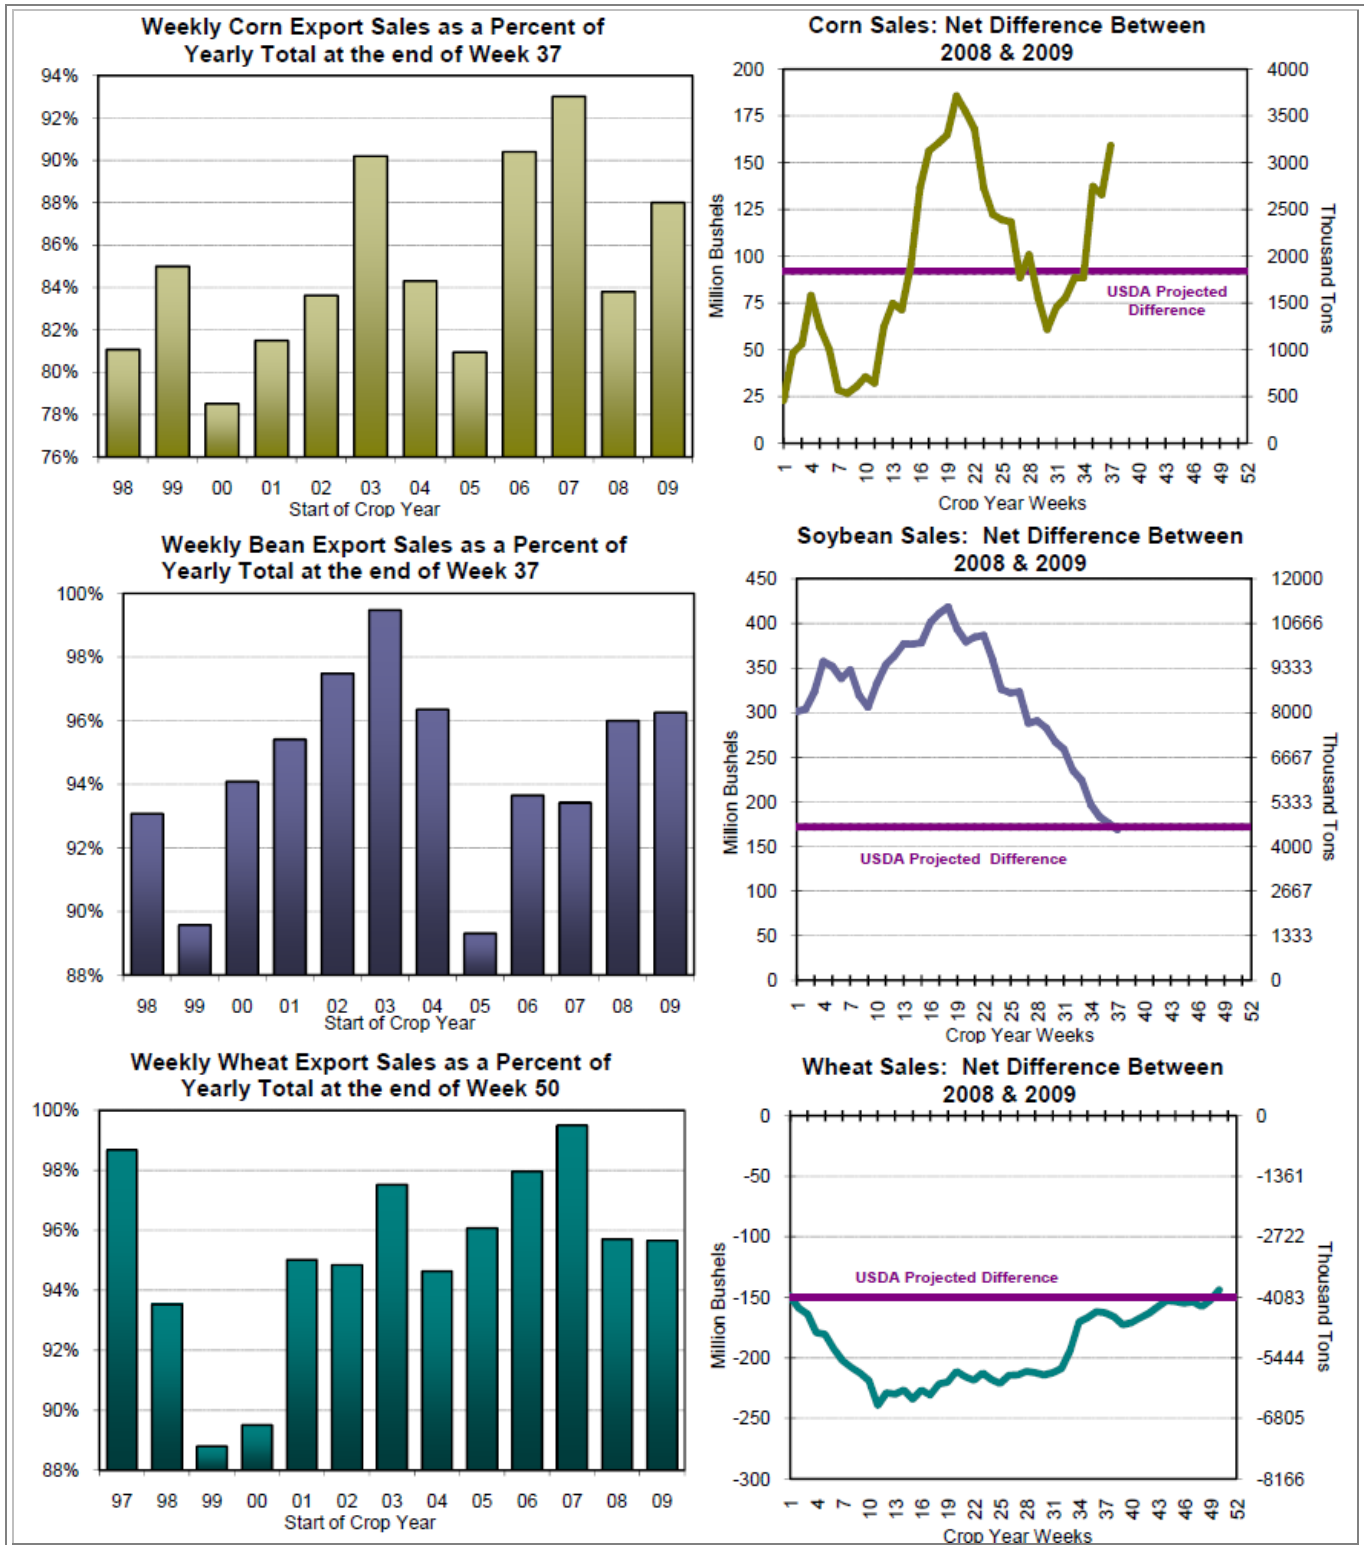 Weekly Corn Export Sales as a Percent of
Yearly Total at the end of Week 37
94%
92%
90%
88%
86%
84%
82%
80%
78%
76%
98 99 00 01 02 03 04 05 06 07 08 09
Start of Crop Year
Corn Sales: Net Difference Between
2008 & 2009
200
175
150
125
100
75
50
25
0
Million Bushels
4000
3500
3000
2500
2000
1500
1000
500
0
Thousand Tons
USDA Projected
Difference
1 4 7 10 13 16 19 22 25 28 31 34 37 40 43 46 49 52
Crop Year Weeks
Weekly Bean Export Sales as a Percent of
Yearly Total at the end of Week 37
100%
98%
96%
94%
92%
90%
88%
98 99 00 01 02 03 04 05 06 07 08 09
Start of Crop Year
Soybean Sales: Net Difference Between
2008 & 2009
450
400
350
300
250
200
150
100
50
0
Million Bushels
12000
10666
9333
8000
6667
5333
4000
2667
1333
0
Thousand Tons
USDA Projected Difference
1 4 7 10 13 16 19 22 25 28 31 34 37 40 43 46 49 52
Crop Year Weeks
Weekly Wheat Export Sales as a Percent of
Yearly Total at the end of Week 50
100%
98%
96%
94%
92%
90%
88%
97 98 99 00 01 02 03 04 05 06 07 08 09
Start of Crop Year
Wheat Sales: Net Difference Between
2008 & 2009
0
-50
-100
-150
-200
-250
-300
Million Bushels
0
-1361
-2722
-4083
-5444
-6805
-8166
Thousand Tons
USDA Projected Difference
1 4 7 10 13 16 19 22 25 28 31 34 37 40 43 46 49 52
Crop Year Weeks